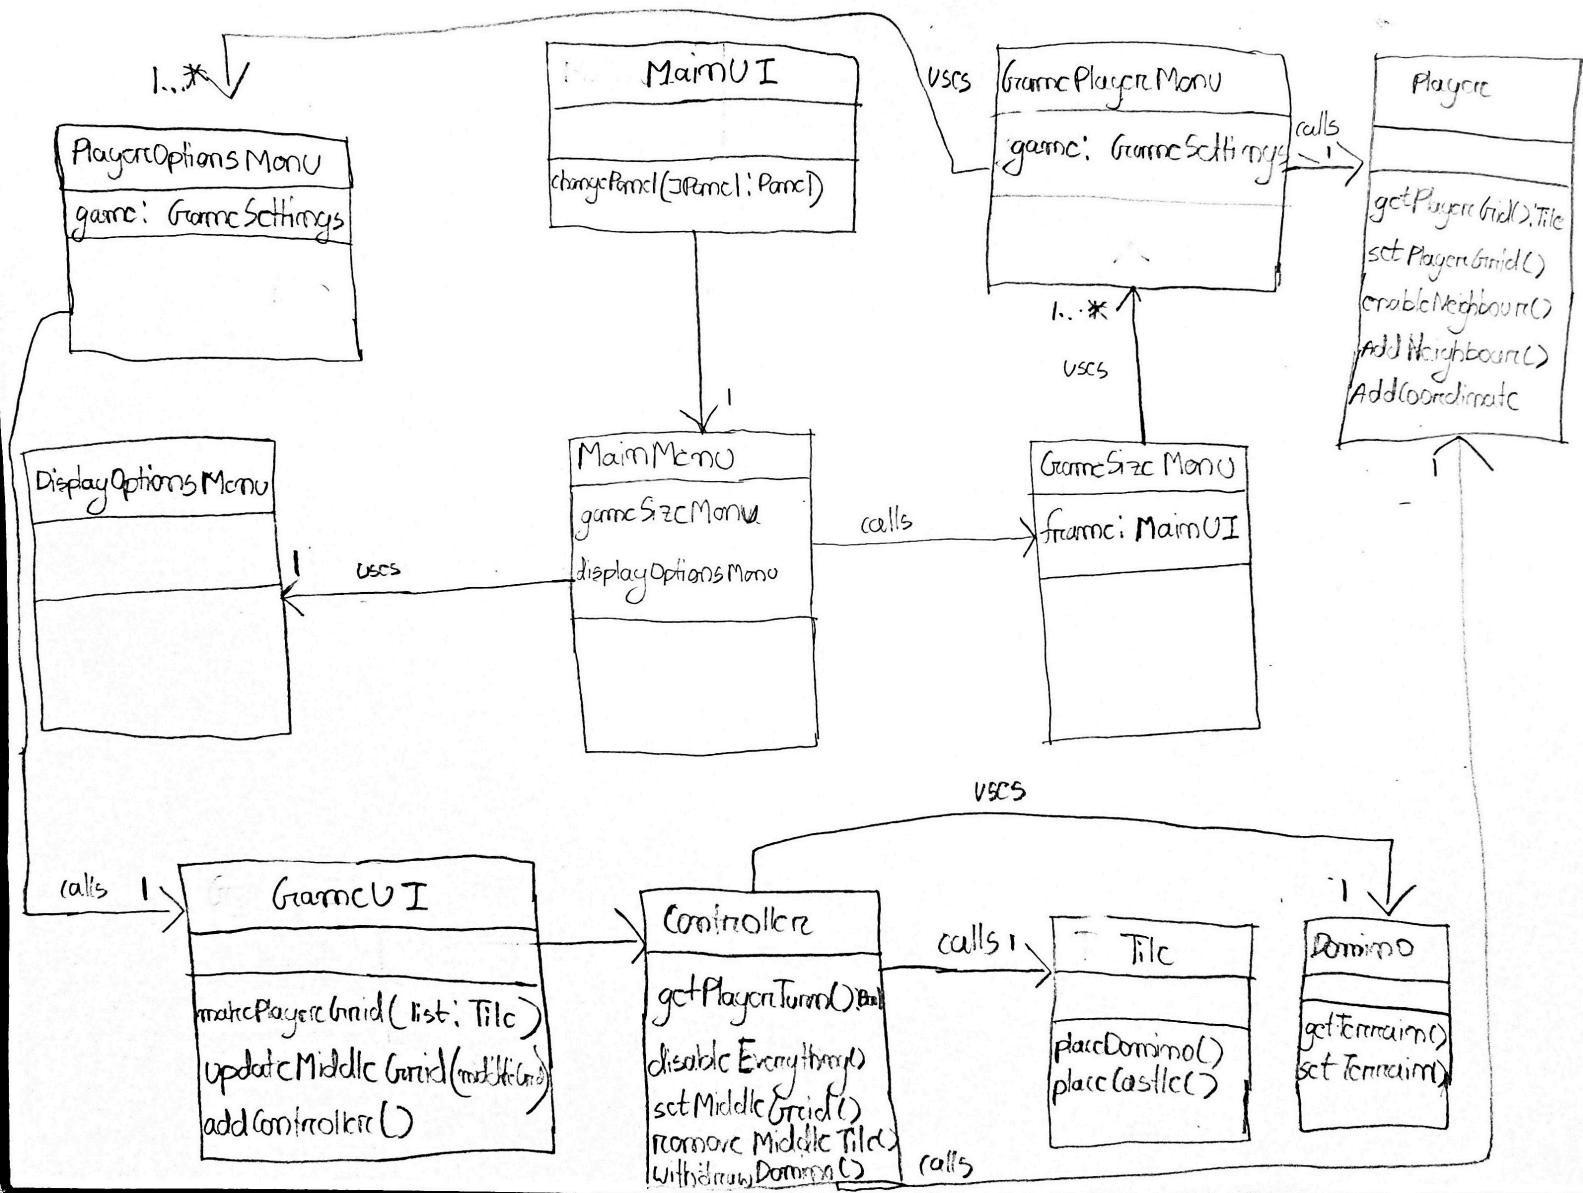 1...*
MainUI
changePanel(JPanel: Panel)
uses
GamePlayerMenu
game: GameSettings
calls
1
Player
getPlayerGrid():Tile
setPlayerGrid()
enableNeighbour()
AddNeighbour()
AddCoordinate
PlayerOptionsMenu
game: GameSettings
1..*
uses
1
DisplayOptionsMenu
1
uses
MainMenu
gameSizeMenu
displayOptionsMenu
calls
GameSizeMenu
frame: MainUI
1
uses
calls
1
GameUI
makePlayerGrid(list: Tile)
updateMiddleGrid(middleGrid)
addController()
Controller
getPlayerTurn():Bool
disableEverything()
setMiddleGrid()
removeMiddleTile()
withdrawDomino()
calls 1
Tile
placeDomino()
placeCastle()
1
Domino
getTerrain()
setTerrain()
calls